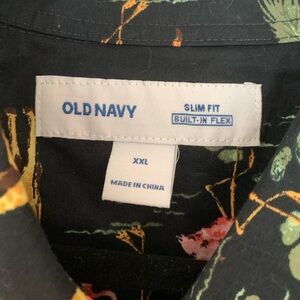 OLD NAVY
SLIM FIT
BUILT-IN FLEX
XXL
MADE IN CHINA